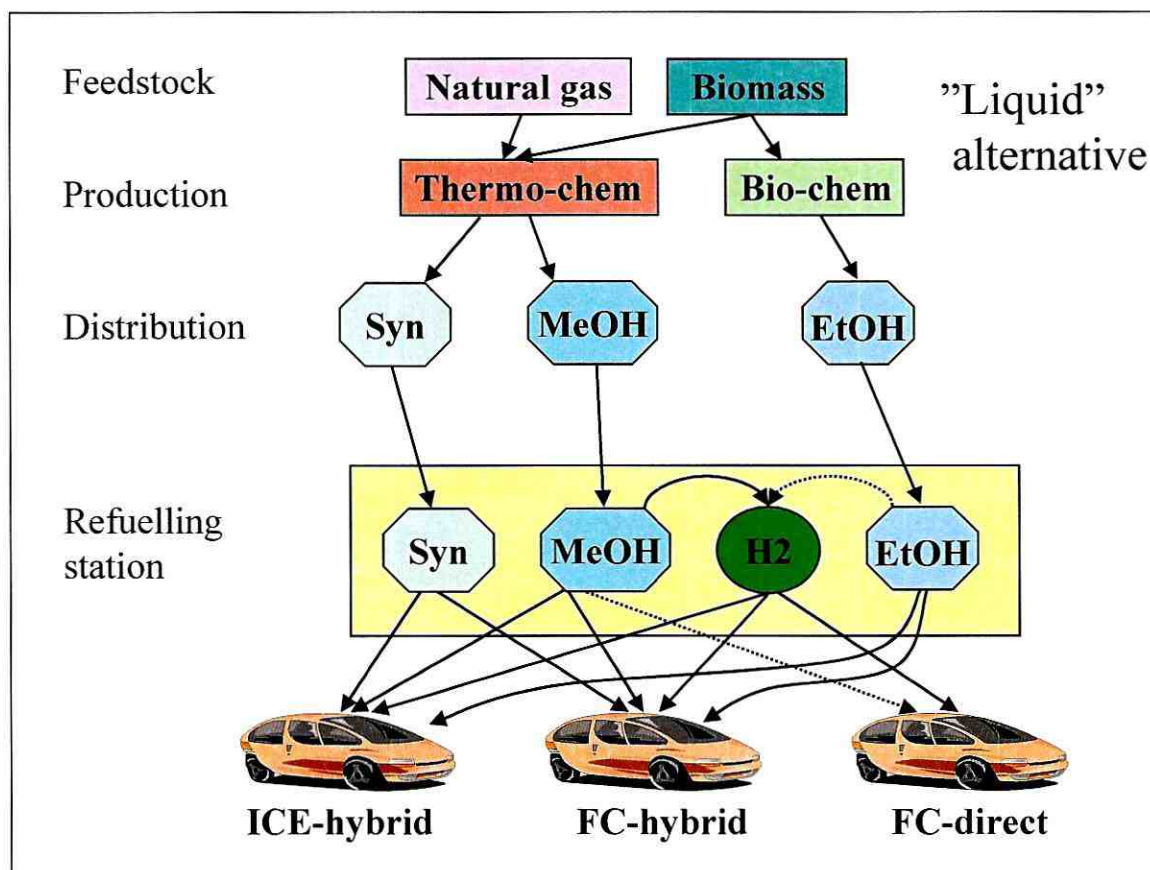 Feedstock
Natural gas
Biomass
”Liquid”
alternative
Production
Thermo-chem
Bio-chem
Distribution
Syn
MeOH
EtOH
Refuelling
station
Syn
MeOH
H2
EtOH
ICE-hybrid
FC-hybrid
FC-direct